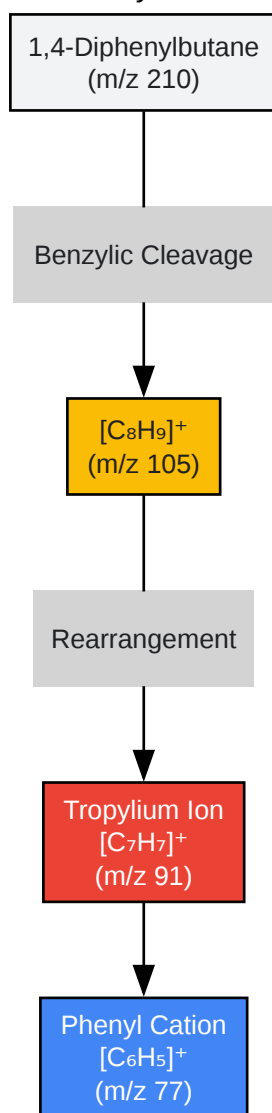 1,4-Diphenylbutane
(m/z 210)
Benzylic Cleavage
[C₈H₉]⁺
(m/z 105)
Rearrangement
Tropylium Ion
[C₇H₇]⁺
(m/z 91)
Phenyl Cation
[C₆H₅]⁺
(m/z 77)